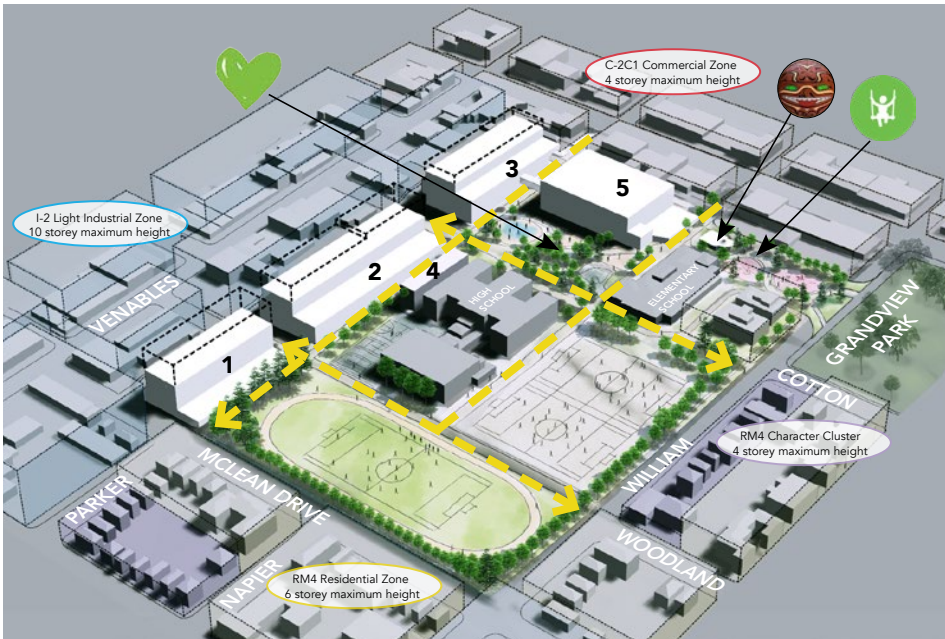 C-2C1 Commercial Zone
4 storey maximum height
3
5
I-2 Light Industrial Zone
10 storey maximum height
2
4
HIGH SCHOOL
ELEMENTARY
SCHOOL
VENABLES
GRANDVIEW
PARK
1
COTTON
RM4 Character Cluster
4 storey maximum height
WILLIAM
MCLEAN DRIVE
PARKER
WOODLAND
NAPIER
RM4 Residential Zone
6 storey maximum height